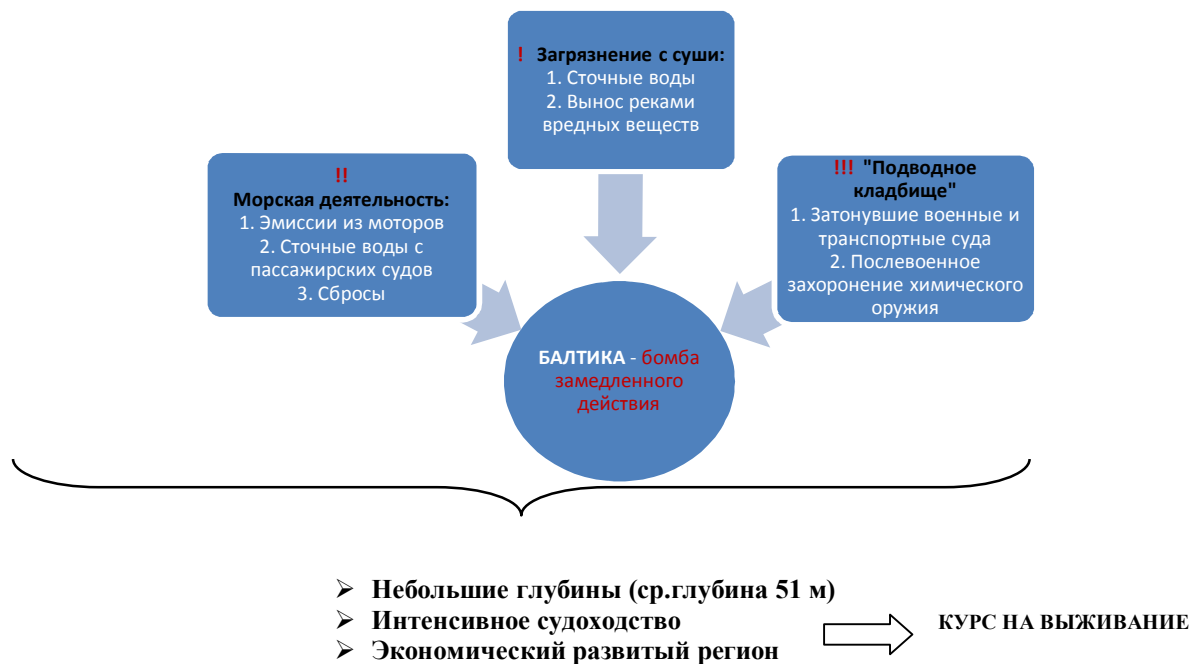 ! Загрязнение с суши:
1. Сточные воды
2. Вынос реками
вредных веществ
!!
Морская деятельность:
1. Эмиссии из моторов
2. Сточные воды с
пассажирских судов
3. Сбросы
!!! "Подводное
кладбище"
1. Затонувшие военные и
транспортные суда
2. Послевоенное
захоронение химического
оружия
БАЛТИКА - бомба
замедленного
действия
➢ Небольшие глубины (ср.глубина 51 м)
➢ Интенсивное судоходство
➢ Экономический развитый регион
КУРС НА ВЫЖИВАНИЕ